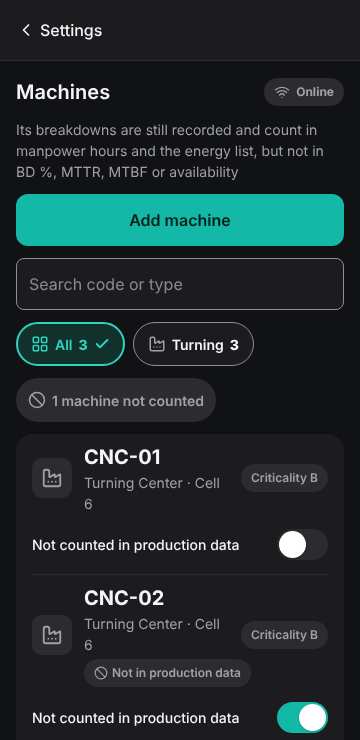 Settings
Machines
Online
Its breakdowns are still recorded and count in
manpower hours and the energy list, but not in
BD %, MTTR, MTBF or availability
Add machine
Search code or type
All 3
Turning 3
1 machine not counted
CNC-01
Turning Center · Cell
6
Criticality B
Not counted in production data
CNC-02
Turning Center · Cell
6
Criticality B
Not in production data
Not counted in production data